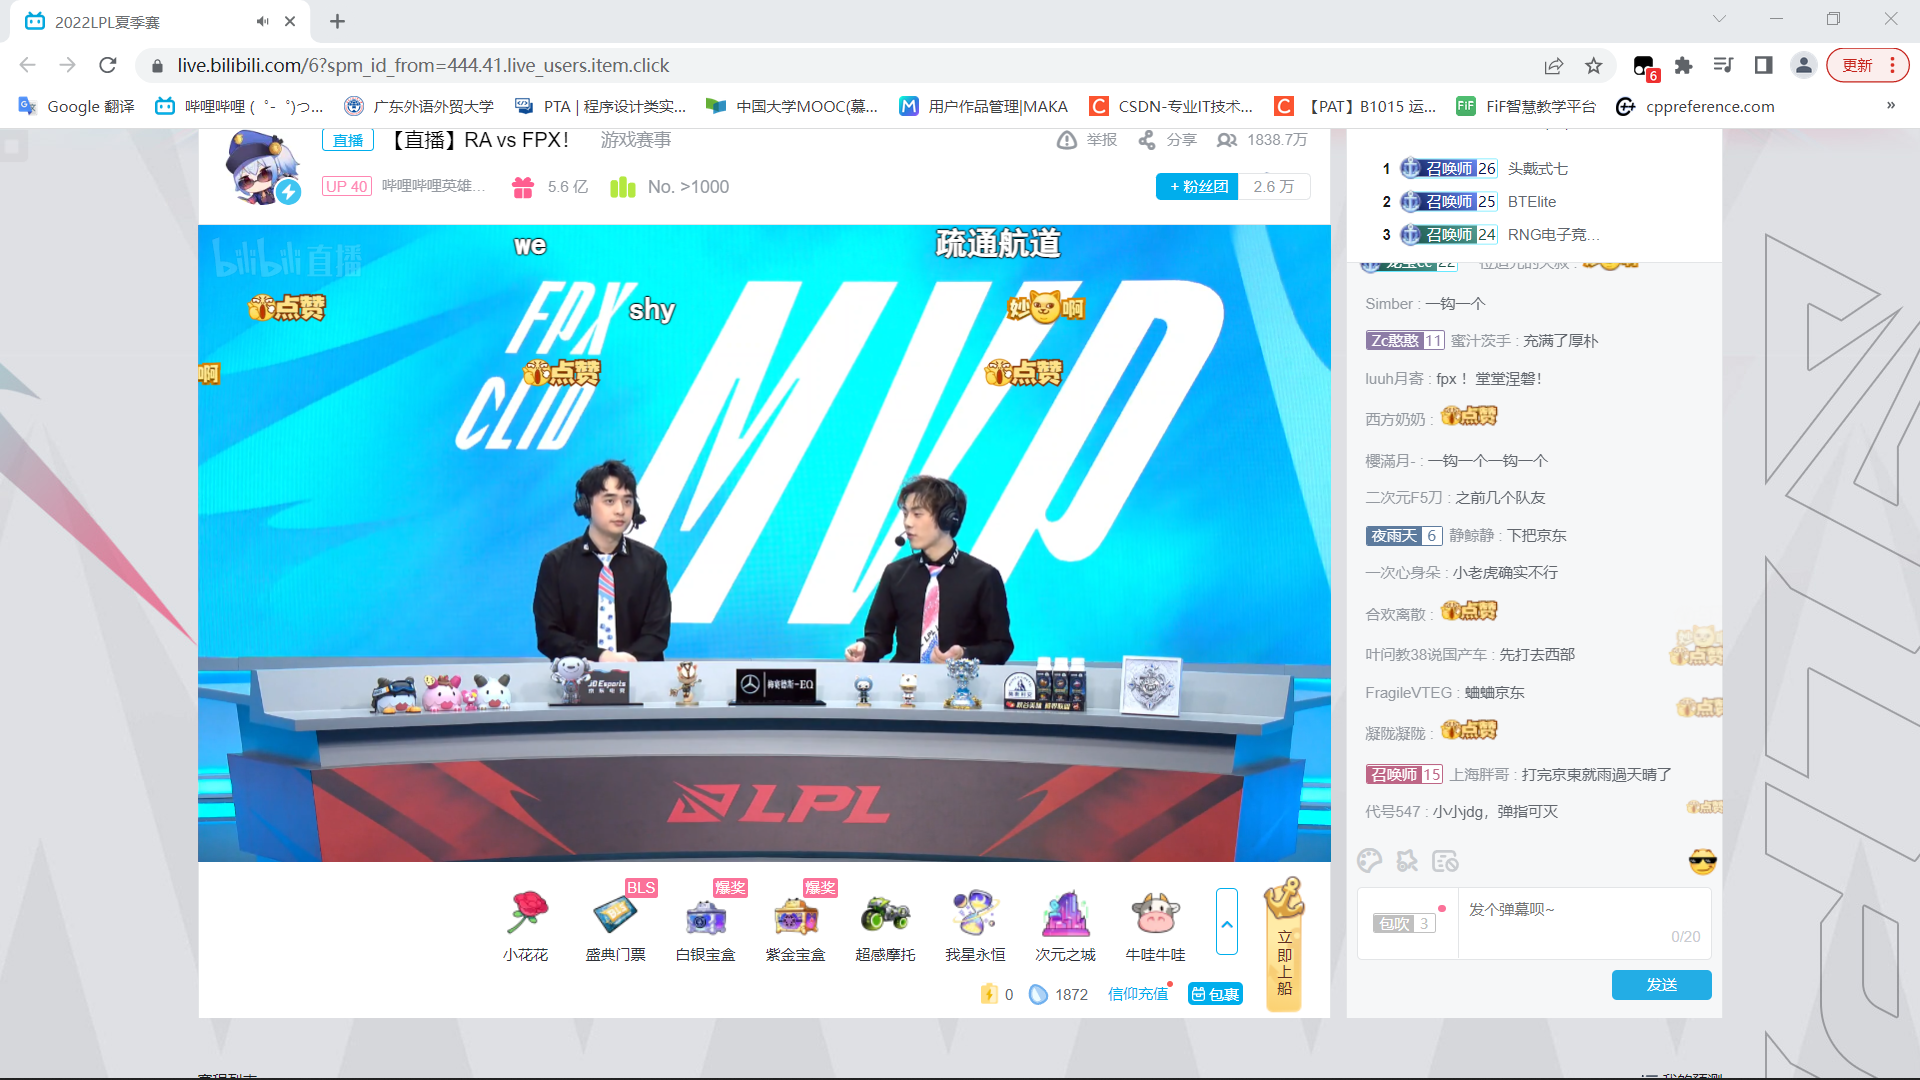 2022LPL夏季赛
live.bilibili.com/6?spm_id_from=444.41.live_users.item.click
6
更新
Google 翻译
哔哩哔哩 (゜-゜)つ...
广东外语外贸大学
PTA | 程序设计类实...
中国大学MOOC(慕...
用户作品管理|MAKA
CSDN-专业IT技术...
【PAT】B1015 运...
FiF智慧教学平台
cppreference.com
»
直播
【直播】RA vs FPX！
游戏赛事
举报
分享
1838.7万
UP 40
哔哩哔哩英雄...
5.6 亿
No. >1000
+ 粉丝团
2.6 万
1 召唤师 26 头戴式七
2 召唤师 25 BTElite
3 召唤师 24 RNG电子竞...
bilibili直播
we
疏通航道
点赞
shy
妙啊
点赞
点赞
啊
FPX
CLID
MVP
JD Esports
京东电竞
梅赛德斯-EQ
LPL
Simber : 一钩一个
Zc憨憨 11 蜜汁茨手 : 充满了厚朴
luuh月寄 : fpx！堂堂涅磐！
西方奶奶 : 点赞
櫻滿月- : 一钩一个一钩一个
二次元F5刀 : 之前几个队友
夜雨天 6 静鲸静 : 下把京东
一次心身朵 : 小老虎确实不行
合欢离散 : 点赞
叶问教38说国产车 : 先打去西部
FragileVTEG : 蛐蛐京东
凝陇凝陇 : 点赞
召唤师 15 上海胖哥 : 打完京東就雨過天晴了
代号547 : 小小jdg，弹指可灭
包吹 3
发个弹幕呗~
0/20
发送
BLS
爆奖
爆奖
小花花
盛典门票
白银宝盒
紫金宝盒
超感摩托
我星永恒
次元之城
牛哇牛哇
立即上船
0
1872
信仰充值
包裹